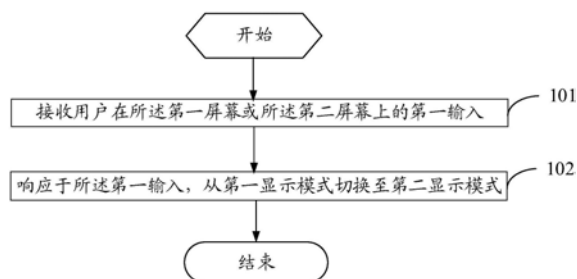 开始
101
接收用户在所述第一屏幕或所述第二屏幕上的第一输入
102
响应于所述第一输入，从第一显示模式切换至第二显示模式
结束